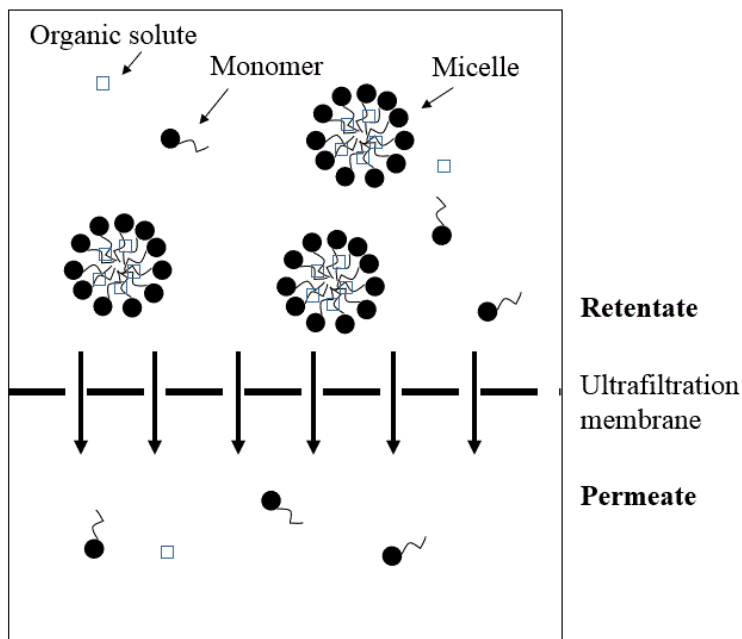 Organic solute
Monomer
Micelle
Retentate
Ultrafiltration
membrane
Permeate